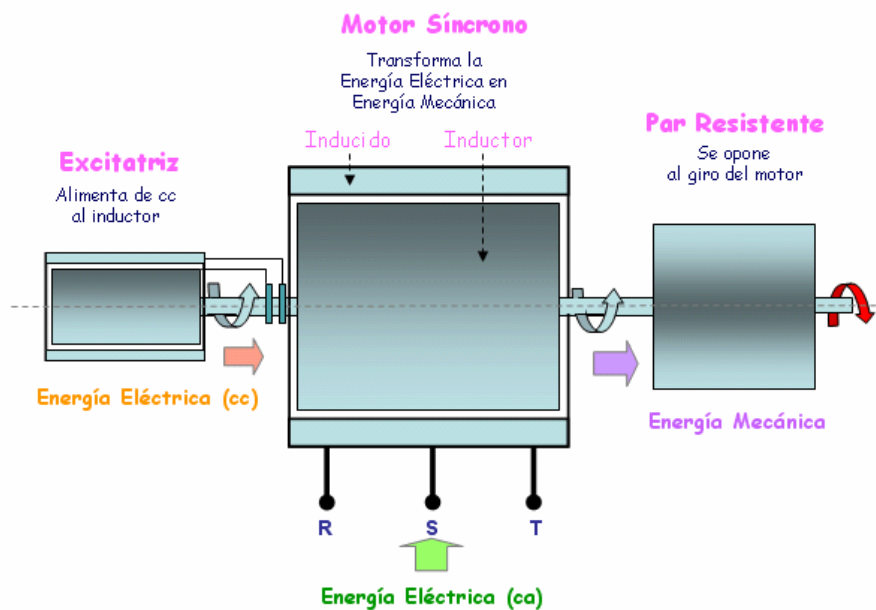 Motor Síncrono
Transforma la
Energía Eléctrica en
Energía Mecánica
Inducido
Inductor
Excitatriz
Alimenta de cc
al inductor
Par Resistente
Se opone
al giro del motor
Energía Eléctrica (cc)
Energía Mecánica
R
S
T
Energía Eléctrica (ca)